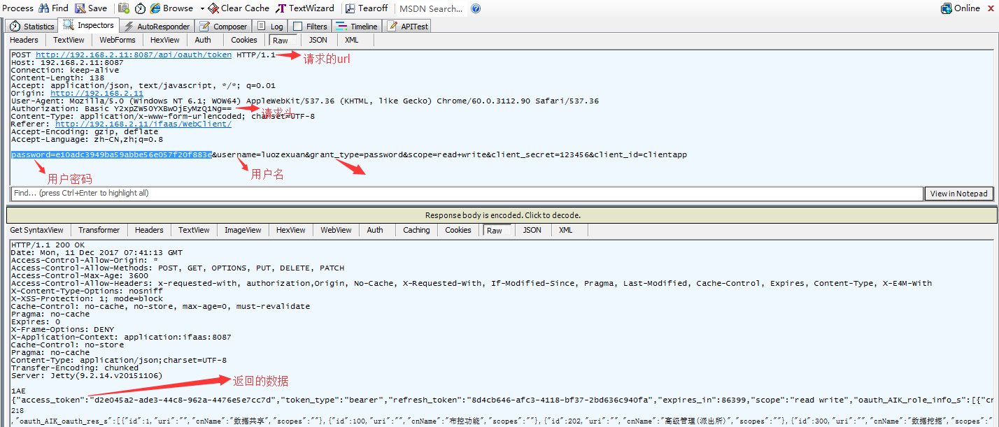 Process Find Save Browse Clear Cache TextWizard Tearoff MSDN Search... Online
Statistics Inspectors AutoResponder Composer Log Filters Timeline APITest
Headers TextView WebForms HexView Auth Cookies Raw JSON XML
POST http://192.168.2.11:8087/api/oauth/token HTTP/1.1 请求的url
Host: 192.168.2.11:8087
Connection: keep-alive
Content-Length: 138
Accept: application/json, text/javascript, */*; q=0.01
Origin: http://192.168.2.11
User-Agent: Mozilla/5.0 (Windows NT 6.1; WOW64) AppleWebKit/537.36 (KHTML, like Gecko) Chrome/60.0.3112.90 Safari/537.36
Authorization: Basic Y2xpZW50YXBwOjEyMzQ1Ng== 请求头
Content-Type: application/x-www-form-urlencoded; charset=UTF-8
Referer: http://192.168.2.11/ifaas/WebClient/
Accept-Encoding: gzip, deflate
Accept-Language: zh-CN,zh;q=0.8
password=e10adc3949ba59abbe56e057f20f883e&username=luozexuan&grant_type=password&scope=read+write&client_secret=123456&client_id=clientapp
用户密码 用户名
Find... (press Ctrl+Enter to highlight all) View in Notepad
Response body is encoded. Click to decode.
Get SyntaxView Transformer Headers TextView ImageView HexView WebView Auth Caching Cookies Raw JSON XML
HTTP/1.1 200 OK
Date: Mon, 11 Dec 2017 07:41:13 GMT
Access-Control-Allow-Origin: *
Access-Control-Allow-Methods: POST, GET, OPTIONS, PUT, DELETE, PATCH
Access-Control-Max-Age: 3600
Access-Control-Allow-Headers: x-requested-with, authorization,Origin, No-Cache, X-Requested-With, If-Modified-Since, Pragma, Last-Modified, Cache-Control, Expires, Content-Type, X-E4M-With
X-Content-Type-Options: nosniff
X-XSS-Protection: 1; mode=block
Cache-Control: no-cache, no-store, max-age=0, must-revalidate
Pragma: no-cache
Expires: 0
X-Frame-Options: DENY
X-Application-Context: application:ifaas:8087
Cache-Control: no-store
Pragma: no-cache
Content-Type: application/json;charset=UTF-8
Transfer-Encoding: chunked
Server: Jetty(9.2.14.v20151106)
返回的数据
1AE
{"access_token":"d2e045a2-ade3-44c8-962a-4476e5e7cc7d","token_type":"bearer","refresh_token":"8d4cb646-afc3-4118-bf37-2bd636c940fa","expires_in":86399,"scope":"read write","oauth_AIK_role_info_s":[{"cr
218
,"oauth_AIK_oauth_res_s":[{"id":1,"uri":"","cnName":"数据共享","scopes":""},{"id":100,"uri":"","cnName":"布控功能","scopes":""},{"id":202,"uri":"","cnName":"高级管理(派出所)","scopes":""},{"id":300,"uri":"","cnName":"数据挖掘","scopes":"